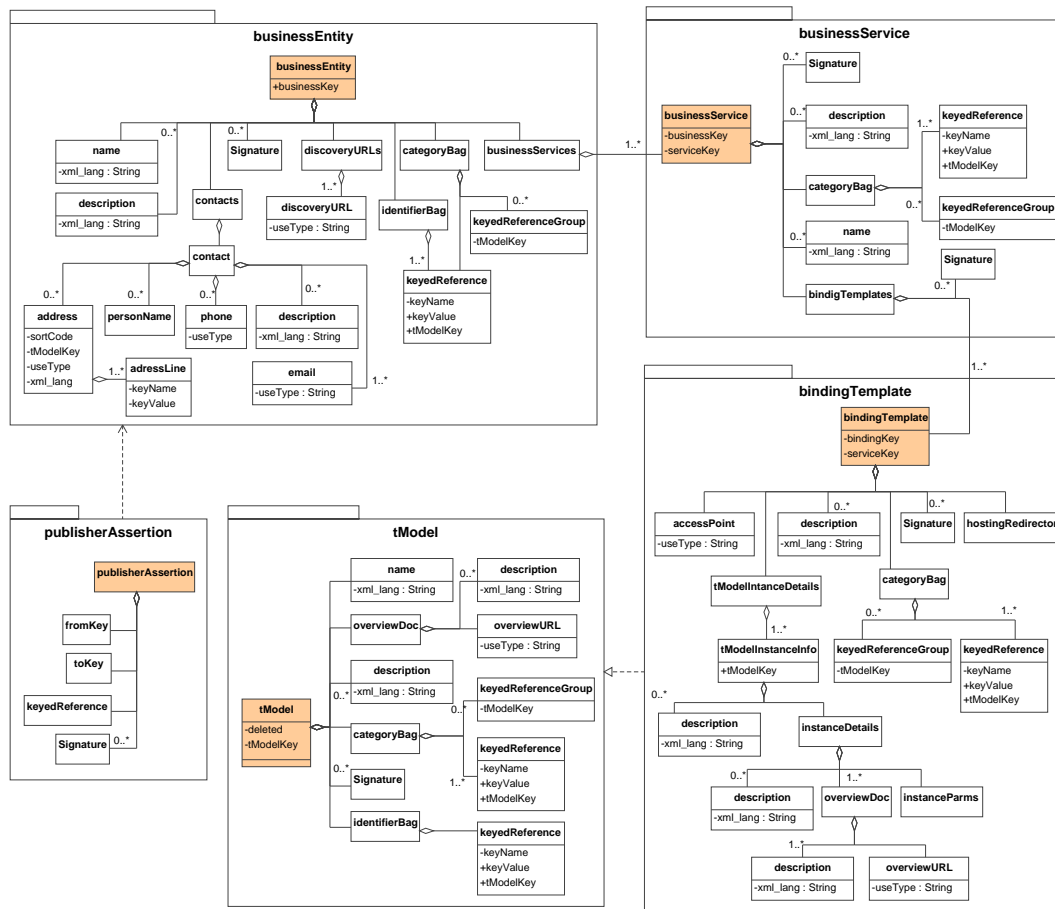 businessEntity
businessEntity
+businessKey
0..*
0..*
0..*
name
-xml_lang : String
Signature
discoveryURLs
categoryBag
businessServices
1..*
description
-xml_lang : String
contacts
1..*
discoveryURL
-useType : String
identifierBag
0..*
keyedReferenceGroup
-tModelKey
contact
1..*
keyedReference
-keyName
+keyValue
+tModelKey
0..*
0..*
0..*
0..*
address
-sortCode
-tModelKey
-useType
-xml_lang
personName
phone
-useType
description
-xml_lang : String
1..*
adressLine
-keyName
-keyValue
email
-useType : String
1..*
businessService
0..*
Signature
businessService
-businessKey
-serviceKey
0..*
description
-xml_lang : String
1..*
keyedReference
-keyName
+keyValue
+tModelKey
categoryBag
0..*
keyedReferenceGroup
-tModelKey
0..*
name
-xml_lang : String
Signature
0..*
bindigTemplates
1..*
bindingTemplate
bindingTemplate
-bindingKey
-serviceKey
0..*
0..*
accessPoint
-useType : String
description
-xml_lang : String
Signature
hostingRedirector
tModelIntanceDetails
categoryBag
0..*
1..*
1..*
tModelInstanceInfo
+tModelKey
keyedReferenceGroup
-tModelKey
keyedReference
-keyName
+keyValue
+tModelKey
0..*
description
-xml_lang : String
instanceDetails
0..*
1..*
description
-xml_lang : String
overviewDoc
instanceParms
1..*
description
-xml_lang : String
overviewURL
-useType : String
publisherAssertion
publisherAssertion
fromKey
toKey
keyedReference
Signature
0..*
tModel
name
-xml_lang : String
0..*
description
-xml_lang : String
overviewDoc
overviewURL
-useType : String
description
-xml_lang : String
0..*
keyedReferenceGroup
-tModelKey
0..*
tModel
-deleted
-tModelKey
categoryBag
keyedReference
-keyName
+keyValue
+tModelKey
1..*
0..*
Signature
identifierBag
keyedReference
-keyName
+keyValue
+tModelKey